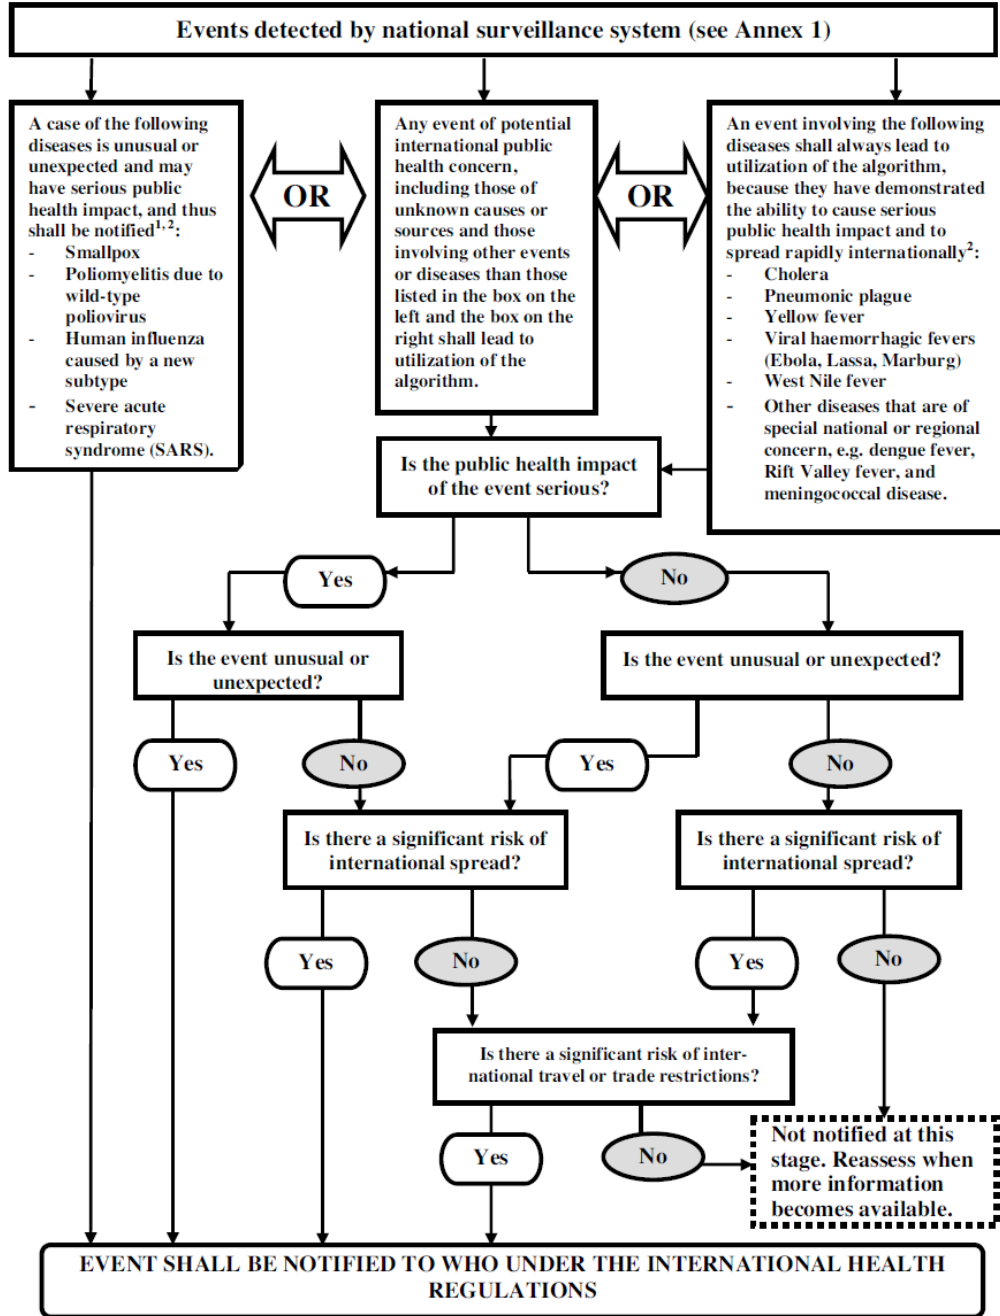 Events detected by national surveillance system (see Annex 1)
A case of the following
diseases is unusual or
unexpected and may
have serious public
health impact, and thus
shall be notified1, 2:
- Smallpox
- Poliomyelitis due to
wild-type
poliovirus
- Human influenza
caused by a new
subtype
- Severe acute
respiratory
syndrome (SARS).
OR
Any event of potential
international public
health concern,
including those of
unknown causes or
sources and those
involving other events
or diseases than those
listed in the box on the
left and the box on the
right shall lead to
utilization of the
algorithm.
OR
An event involving the following
diseases shall always lead to
utilization of the algorithm,
because they have demonstrated
the ability to cause serious
public health impact and to
spread rapidly internationally2:
- Cholera
- Pneumonic plague
- Yellow fever
- Viral haemorrhagic fevers
(Ebola, Lassa, Marburg)
- West Nile fever
- Other diseases that are of
special national or regional
concern, e.g. dengue fever,
Rift Valley fever, and
meningococcal disease.
Is the public health impact
of the event serious?
Yes
No
Is the event unusual or
unexpected?
Is the event unusual or unexpected?
Yes
No
Yes
No
Is there a significant risk of
international spread?
Is there a significant risk of
international spread?
Yes
No
Yes
No
Is there a significant risk of inter-
national travel or trade restrictions?
Yes
No
Not notified at this
stage. Reassess when
more information
becomes available.
EVENT SHALL BE NOTIFIED TO WHO UNDER THE INTERNATIONAL HEALTH
REGULATIONS